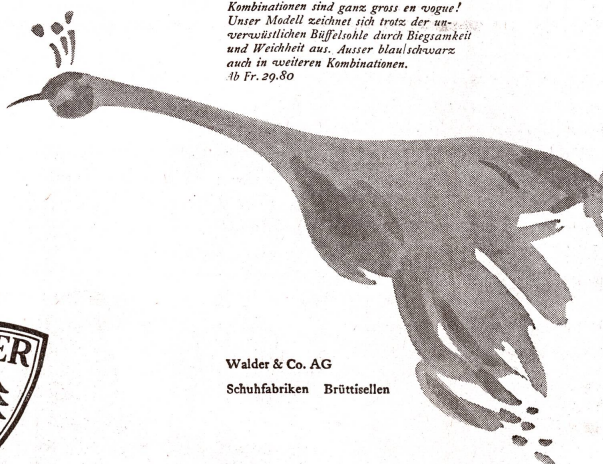 Kombinationen sind ganz gross en vogue!
Unser Modell zeichnet sich trotz der un-
verwüstlichen Büffelsohle durch Biegsamkeit
und Weichheit aus. Ausser blau/schwarz
auch in weiteren Kombinationen.
Ab Fr. 29.80
ER
Walder & Co. AG
Schuhfabriken Brüttisellen